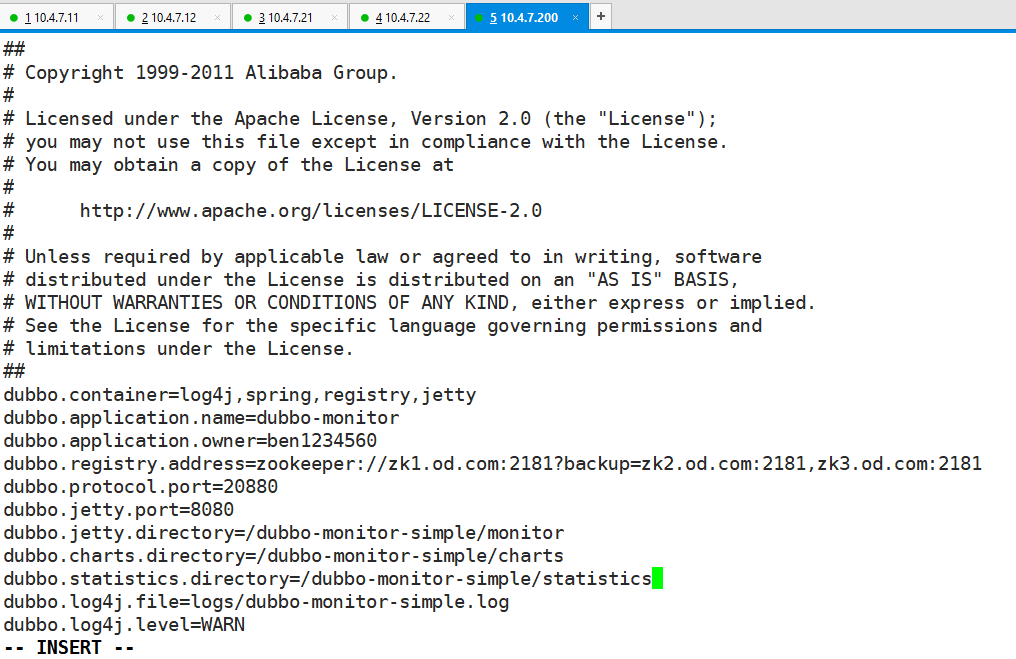 1 10.4.7.11 × 2 10.4.7.12 × 3 10.4.7.21 × 4 10.4.7.22 × 5 10.4.7.200 × +
##
# Copyright 1999-2011 Alibaba Group.
#
# Licensed under the Apache License, Version 2.0 (the "License");
# you may not use this file except in compliance with the License.
# You may obtain a copy of the License at
#
#      http://www.apache.org/licenses/LICENSE-2.0
#
# Unless required by applicable law or agreed to in writing, software
# distributed under the License is distributed on an "AS IS" BASIS,
# WITHOUT WARRANTIES OR CONDITIONS OF ANY KIND, either express or implied.
# See the License for the specific language governing permissions and
# limitations under the License.
##
dubbo.container=log4j,spring,registry,jetty
dubbo.application.name=dubbo-monitor
dubbo.application.owner=ben1234560
dubbo.registry.address=zookeeper://zk1.od.com:2181?backup=zk2.od.com:2181,zk3.od.com:2181
dubbo.protocol.port=20880
dubbo.jetty.port=8080
dubbo.jetty.directory=/dubbo-monitor-simple/monitor
dubbo.charts.directory=/dubbo-monitor-simple/charts
dubbo.statistics.directory=/dubbo-monitor-simple/statistics
dubbo.log4j.file=logs/dubbo-monitor-simple.log
dubbo.log4j.level=WARN
-- INSERT --